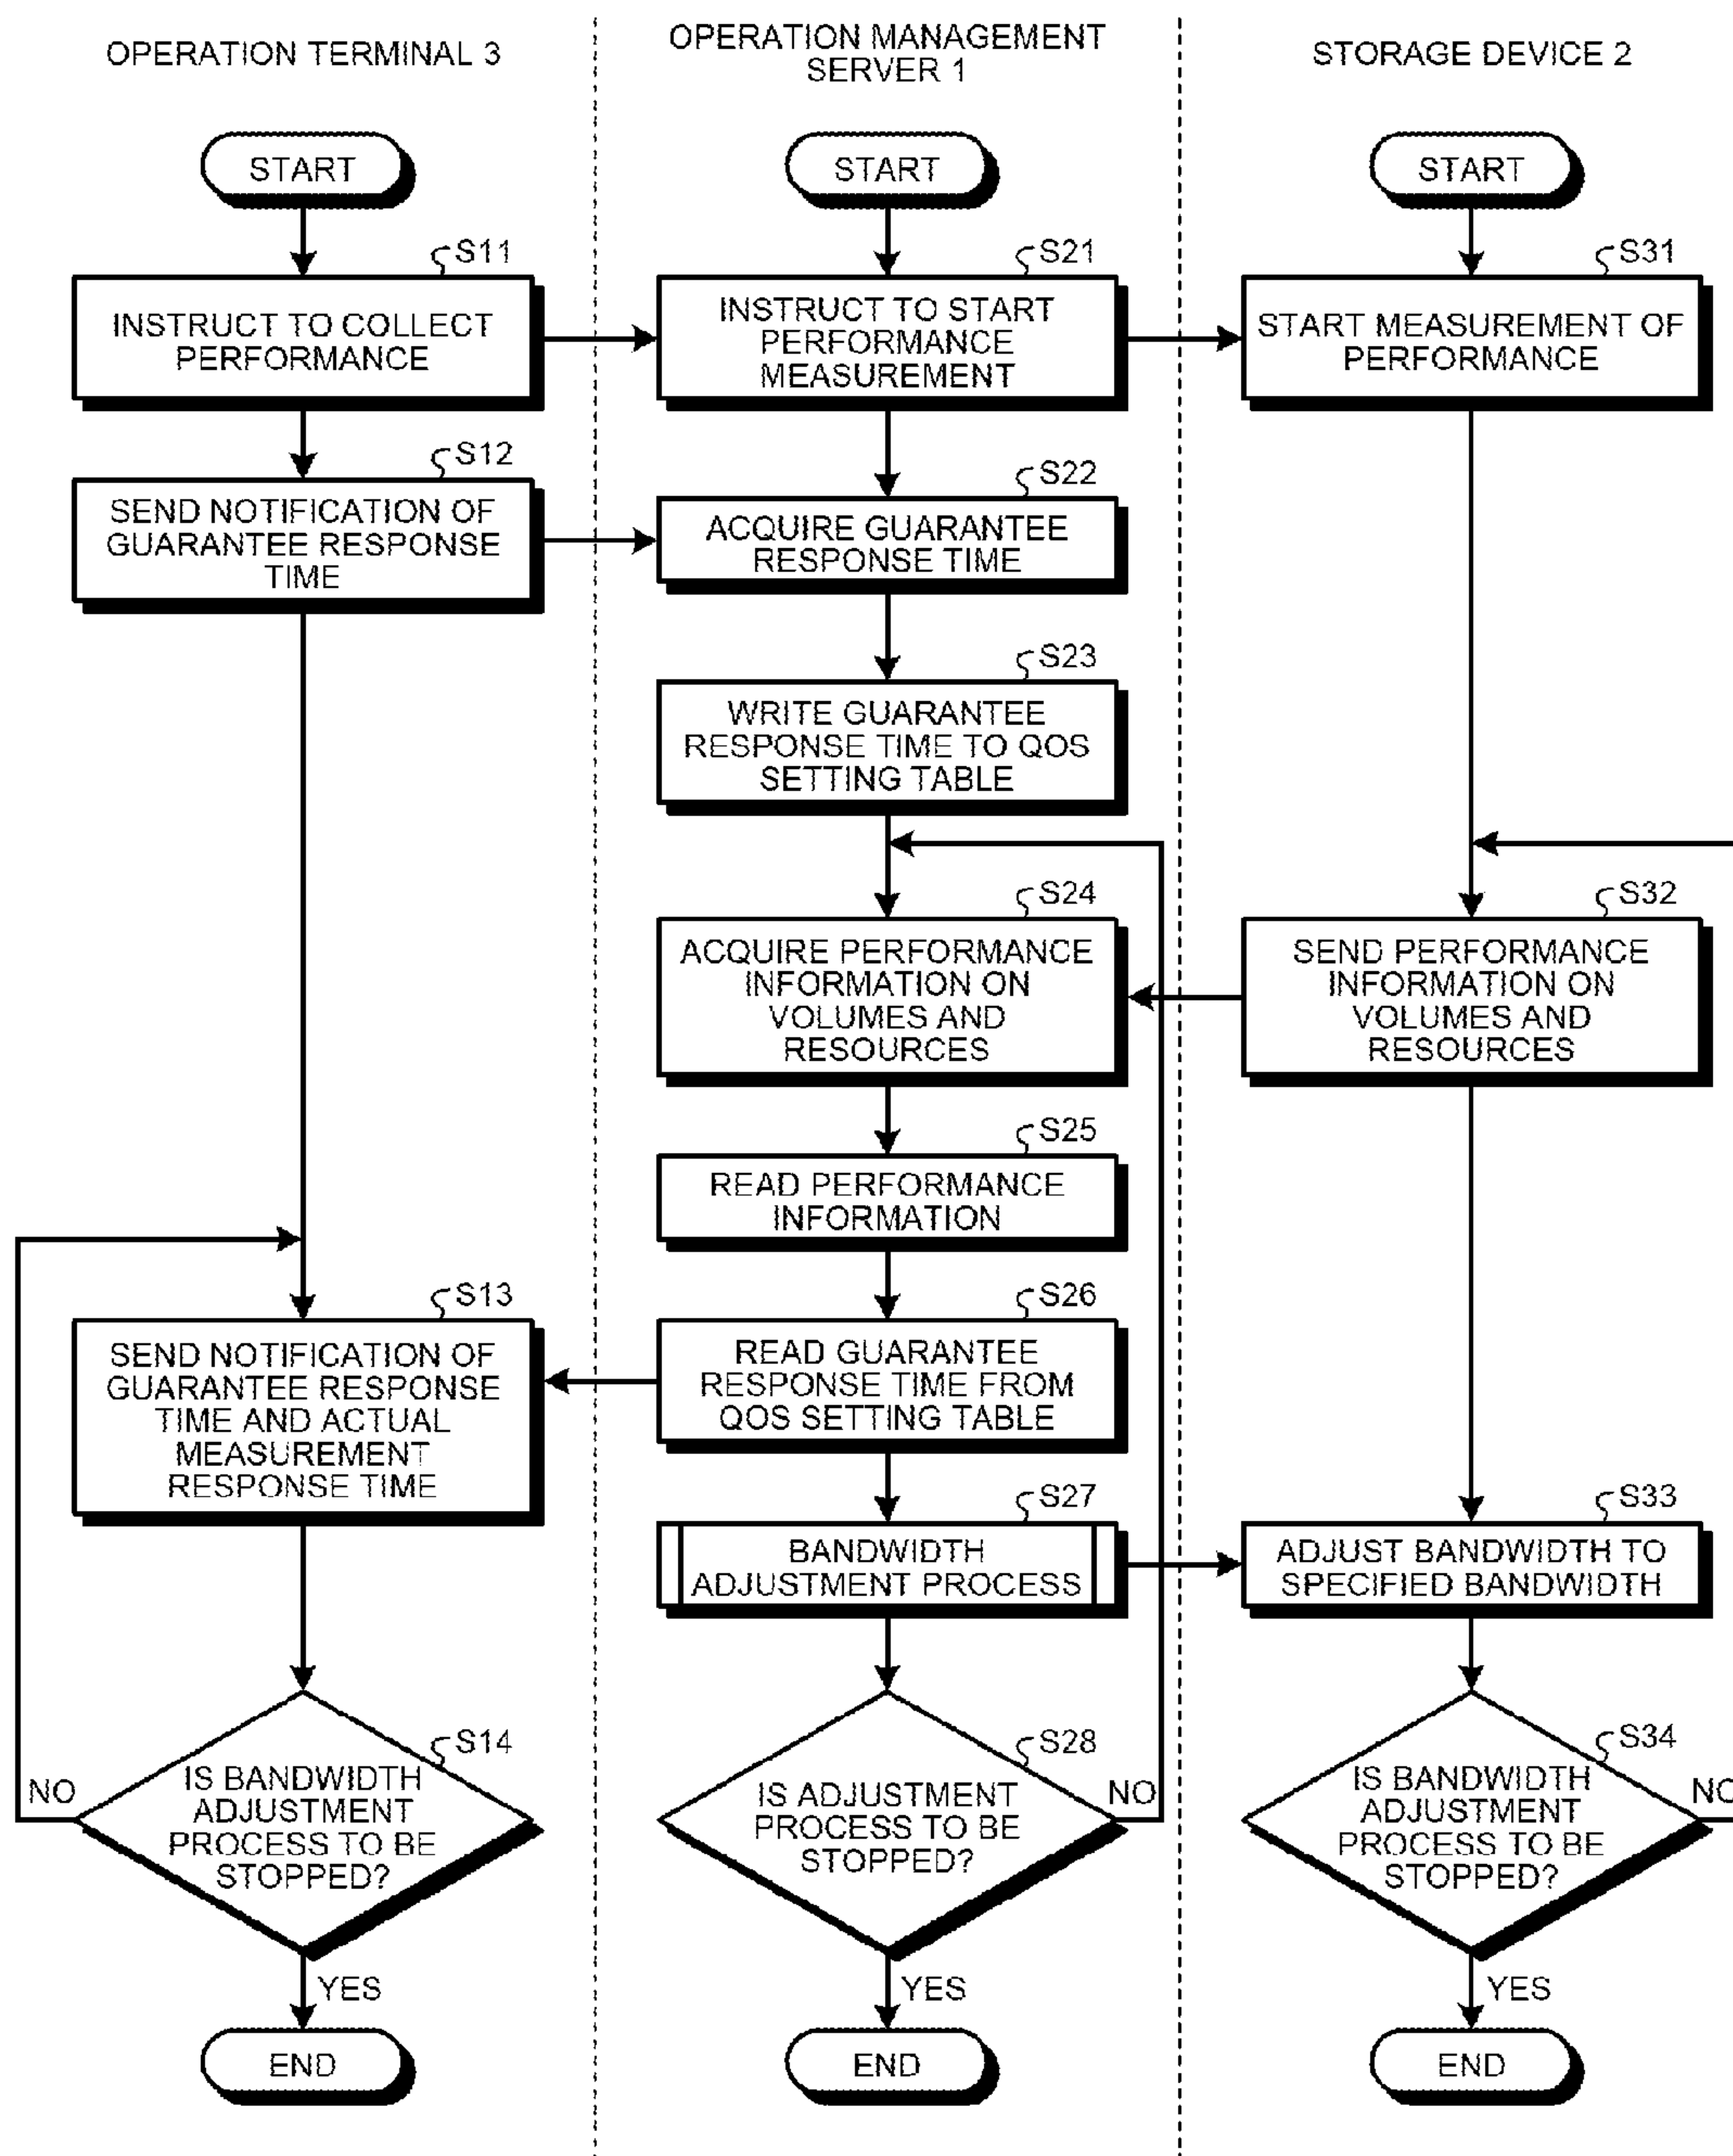 OPERATION TERMINAL 3
START
S11
INSTRUCT TO COLLECT
PERFORMANCE
S12
SEND NOTIFICATION OF
GUARANTEE RESPONSE
TIME
S13
SEND NOTIFICATION OF
GUARANTEE RESPONSE
TIME AND ACTUAL
MEASUREMENT
RESPONSE TIME
S14
IS BANDWIDTH
ADJUSTMENT
PROCESS TO BE
STOPPED?
NO
YES
END
OPERATION MANAGEMENT
SERVER 1
START
S21
INSTRUCT TO START
PERFORMANCE
MEASUREMENT
S22
ACQUIRE GUARANTEE
RESPONSE TIME
S23
WRITE GUARANTEE
RESPONSE TIME TO QOS
SETTING TABLE
S24
ACQUIRE PERFORMANCE
INFORMATION ON
VOLUMES AND
RESOURCES
S25
READ PERFORMANCE
INFORMATION
S26
READ GUARANTEE
RESPONSE TIME FROM
QOS SETTING TABLE
S27
BANDWIDTH
ADJUSTMENT PROCESS
S28
IS ADJUSTMENT
PROCESS TO BE
STOPPED?
NO
YES
END
STORAGE DEVICE 2
START
S31
START MEASUREMENT OF
PERFORMANCE
S32
SEND PERFORMANCE
INFORMATION ON
VOLUMES AND
RESOURCES
S33
ADJUST BANDWIDTH TO
SPECIFIED BANDWIDTH
S34
IS BANDWIDTH
ADJUSTMENT
PROCESS TO BE
STOPPED?
NO
YES
END